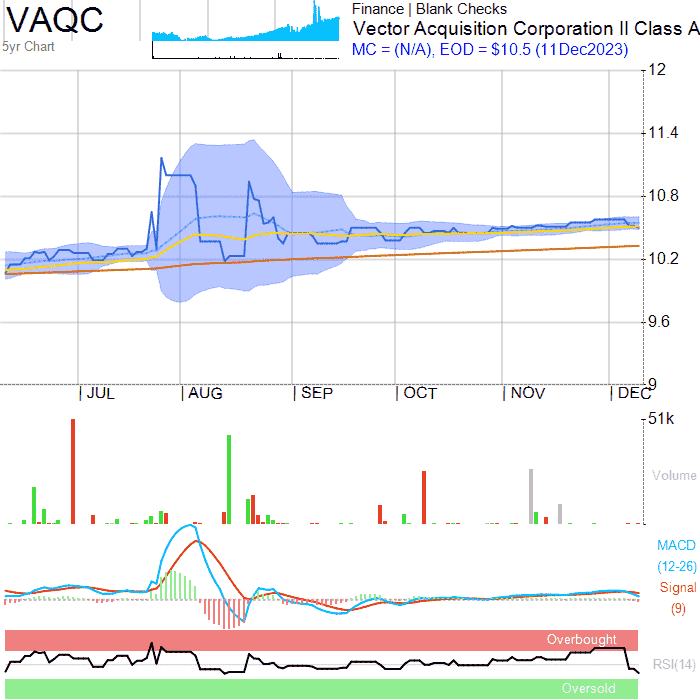 VAQC
5yr Chart
Finance | Blank Checks
Vector Acquisition Corporation II Class A
MC = (N/A), EOD = $10.5 (11Dec2023)
12
11.4
10.8
10.2
9.6
9
JUL AUG SEP OCT NOV DEC
51k
Volume
MACD
(12-26)
Signal
(9)
Overbought
RSI(14)
Oversold